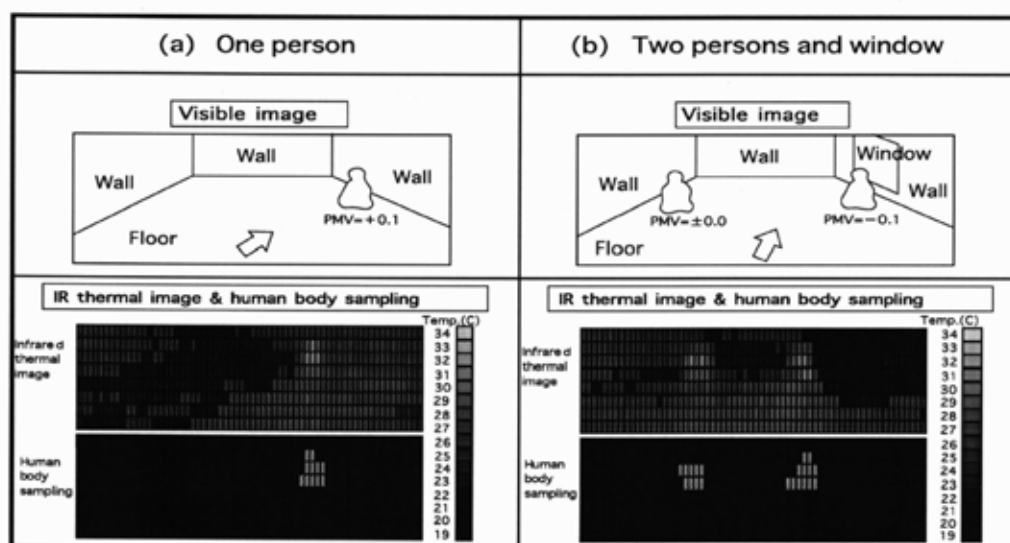 (a) One person
Visible image
Wall
Wall
Wall
PMV=+0.1
Floor
IR thermal image & human body sampling
Temp.(C)
Infrared
thermal
image
34
33
32
31
30
29
28
27
26
25
24
23
22
21
20
19
Human
body
sampling
(b) Two persons and window
Visible image
Window
Wall
Wall
Wall
PMV=±0.0
PMV=−0.1
Floor
IR thermal image & human body sampling
Temp.(C)
Infrared
thermal
image
34
33
32
31
30
29
28
27
26
25
24
23
22
21
20
19
Human
body
sampling